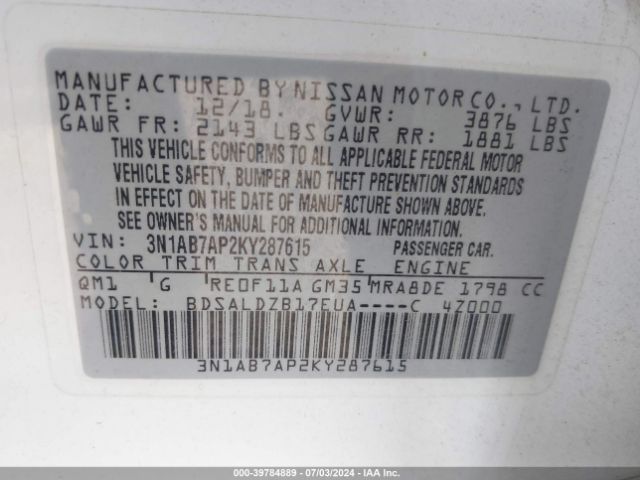 MANUFACTURED BY NISSAN MOTOR CO., LTD.
DATE: 12/18. GVWR: 3876 LBS
GAWR FR: 2143 LBS GAWR RR: 1881 LBS
THIS VEHICLE CONFORMS TO ALL APPLICABLE FEDERAL MOTOR
VEHICLE SAFETY, BUMPER AND THEFT PREVENTION STANDARDS
IN EFFECT ON THE DATE OF MANUFACTURE SHOWN ABOVE.
SEE OWNER'S MANUAL FOR ADDITIONAL INFORMATION.
VIN: 3N1AB7AP2KY287615 PASSENGER CAR.
COLOR TRIM TRANS AXLE ENGINE
QM1 G RE0F11A GM35 MRA8DE 1798 CC
MODEL: BDSALDZB17EUA----C 4Z000
3N1AB7AP2KY287615
000-39784889 | 07/03/2024 | IAA Inc.